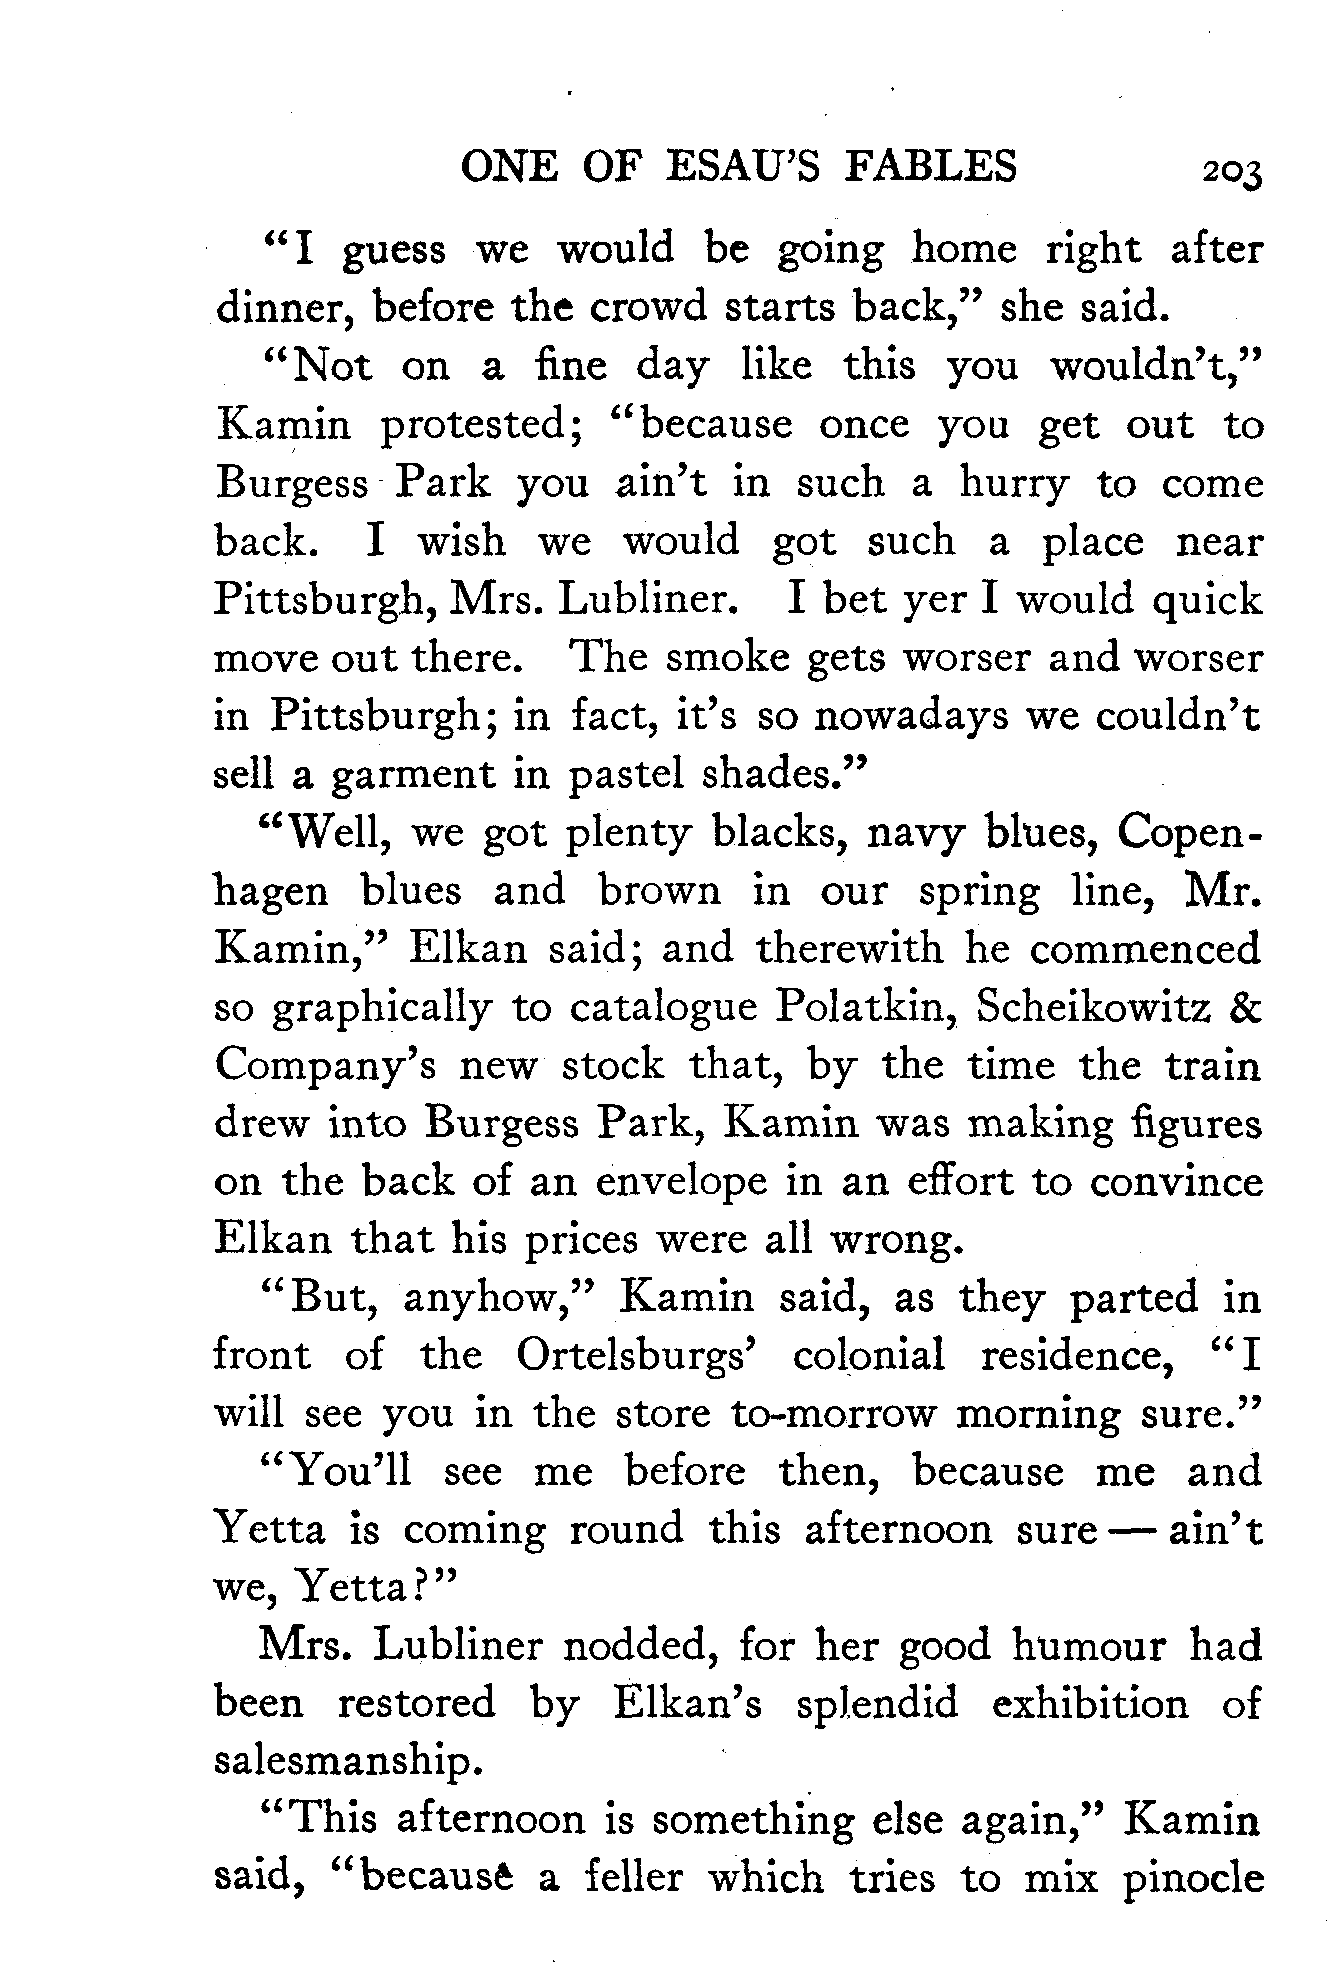 ONE OF ESAU'S FABLES 203
"I guess we would be going home right after
dinner, before the crowd starts back," she said.
"Not on a fine day like this you wouldn't,"
Kamin protested; "because once you get out to
Burgess Park you ain't in such a hurry to come
back. I wish we would got such a place near
Pittsburgh, Mrs. Lubliner. I bet yer I would quick
move out there. The smoke gets worser and worser
in Pittsburgh; in fact, it's so nowadays we couldn't
sell a garment in pastel shades."
"Well, we got plenty blacks, navy blues, Copen-
hagen blues and brown in our spring line, Mr.
Kamin," Elkan said; and therewith he commenced
so graphically to catalogue Polatkin, Scheikowitz &
Company's new stock that, by the time the train
drew into Burgess Park, Kamin was making figures
on the back of an envelope in an effort to convince
Elkan that his prices were all wrong.
"But, anyhow," Kamin said, as they parted in
front of the Ortelsburgs' colonial residence, "I
will see you in the store to-morrow morning sure."
"You'll see me before then, because me and
Yetta is coming round this afternoon sure — ain't
we, Yetta?"
Mrs. Lubliner nodded, for her good humour had
been restored by Elkan's splendid exhibition of
salesmanship.
"This afternoon is something else again," Kamin
said, "because a feller which tries to mix pinocle